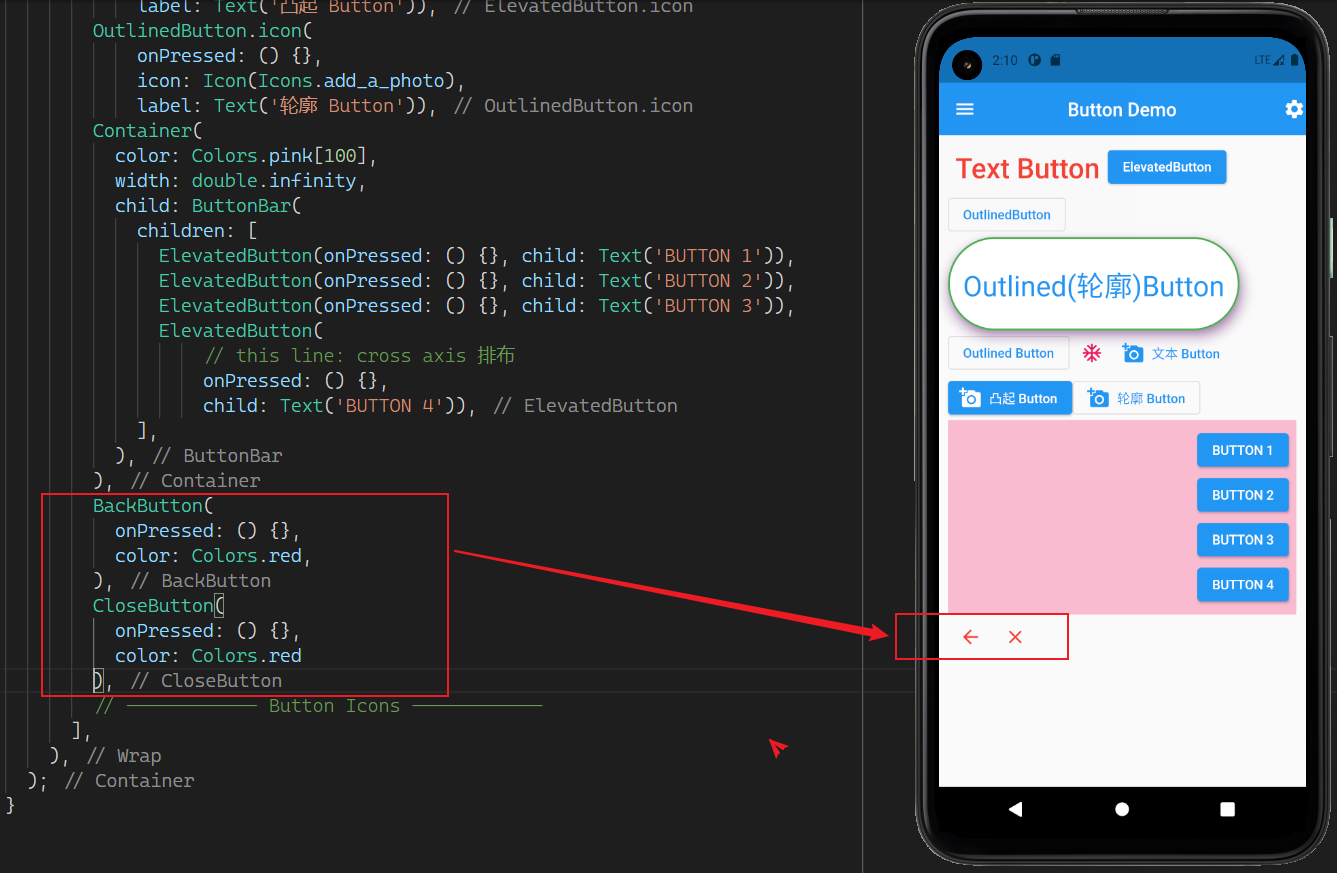 label: Text('凸起 Button')), // ElevatedButton.icon
OutlinedButton.icon(
onPressed: () {},
icon: Icon(Icons.add_a_photo),
label: Text('轮廓 Button')), // OutlinedButton.icon
Container(
color: Colors.pink[100],
width: double.infinity,
child: ButtonBar(
children: [
ElevatedButton(onPressed: () {}, child: Text('BUTTON 1')),
ElevatedButton(onPressed: () {}, child: Text('BUTTON 2')),
ElevatedButton(onPressed: () {}, child: Text('BUTTON 3')),
ElevatedButton(
// this line: cross axis 排布
onPressed: () {},
child: Text('BUTTON 4')), // ElevatedButton
],
), // ButtonBar
), // Container
BackButton(
onPressed: () {},
color: Colors.red,
), // BackButton
CloseButton(
onPressed: () {},
color: Colors.red
), // CloseButton
// ──────────── Button Icons ────────────
],
), // Wrap
); // Container
}
2:10
LTE
Button Demo
Text Button
ElevatedButton
OutlinedButton
Outlined(轮廓)Button
Outlined Button
文本 Button
凸起 Button
轮廓 Button
BUTTON 1
BUTTON 2
BUTTON 3
BUTTON 4